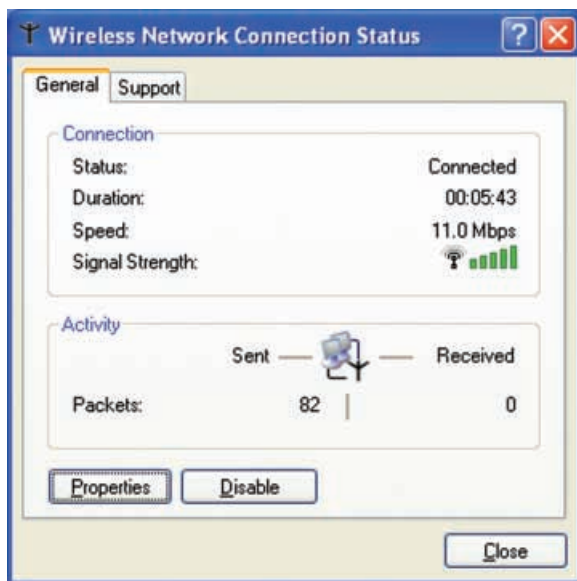 Wireless Network Connection Status
General Support
Connection
Status: Connected
Duration: 00:05:43
Speed: 11.0 Mbps
Signal Strength:
Activity
Sent Received
Packets: 82 0
Properties Disable
Close